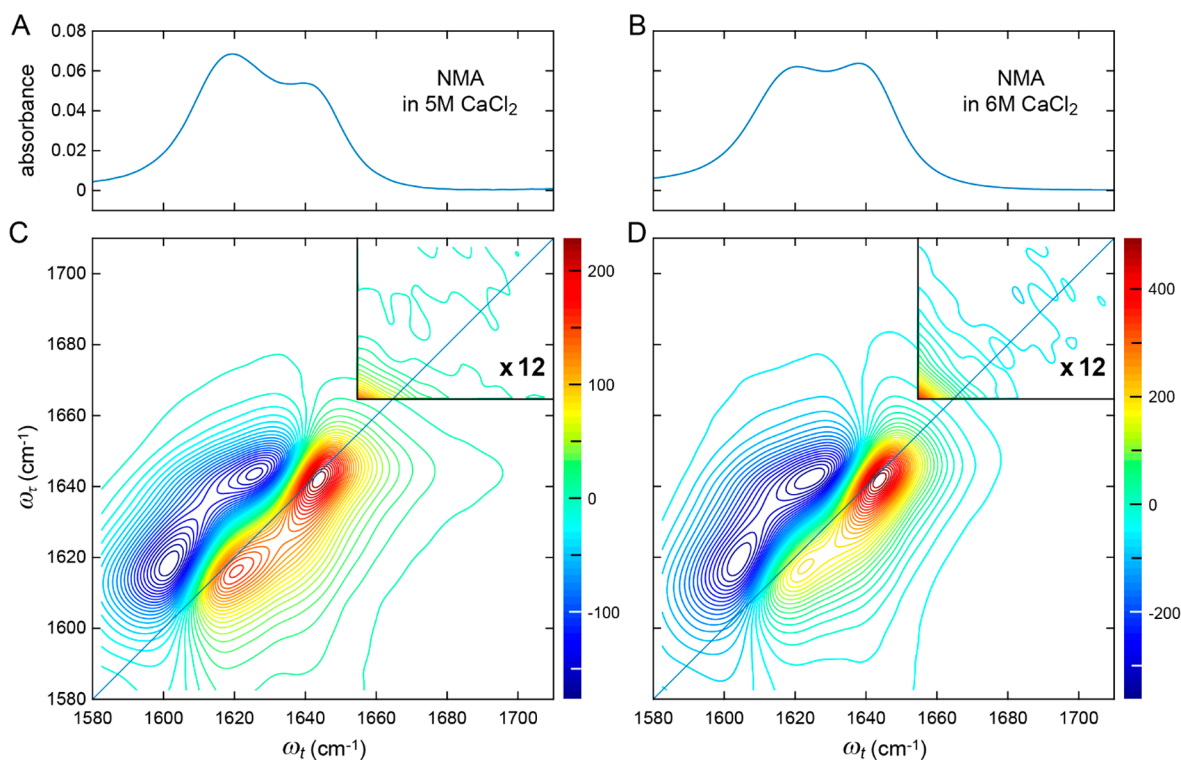 A
B
0.08
0.06
0.04
0.02
0
absorbance
NMA
in 5M CaCl2
NMA
in 6M CaCl2
C
D
1700
1680
1660
1640
1620
1600
1580
ωτ (cm-1)
x 12
x 12
200
100
0
-100
400
200
0
-200
1580 1600 1620 1640 1660 1680 1700
1580 1600 1620 1640 1660 1680 1700
ωt (cm-1)
ωt (cm-1)